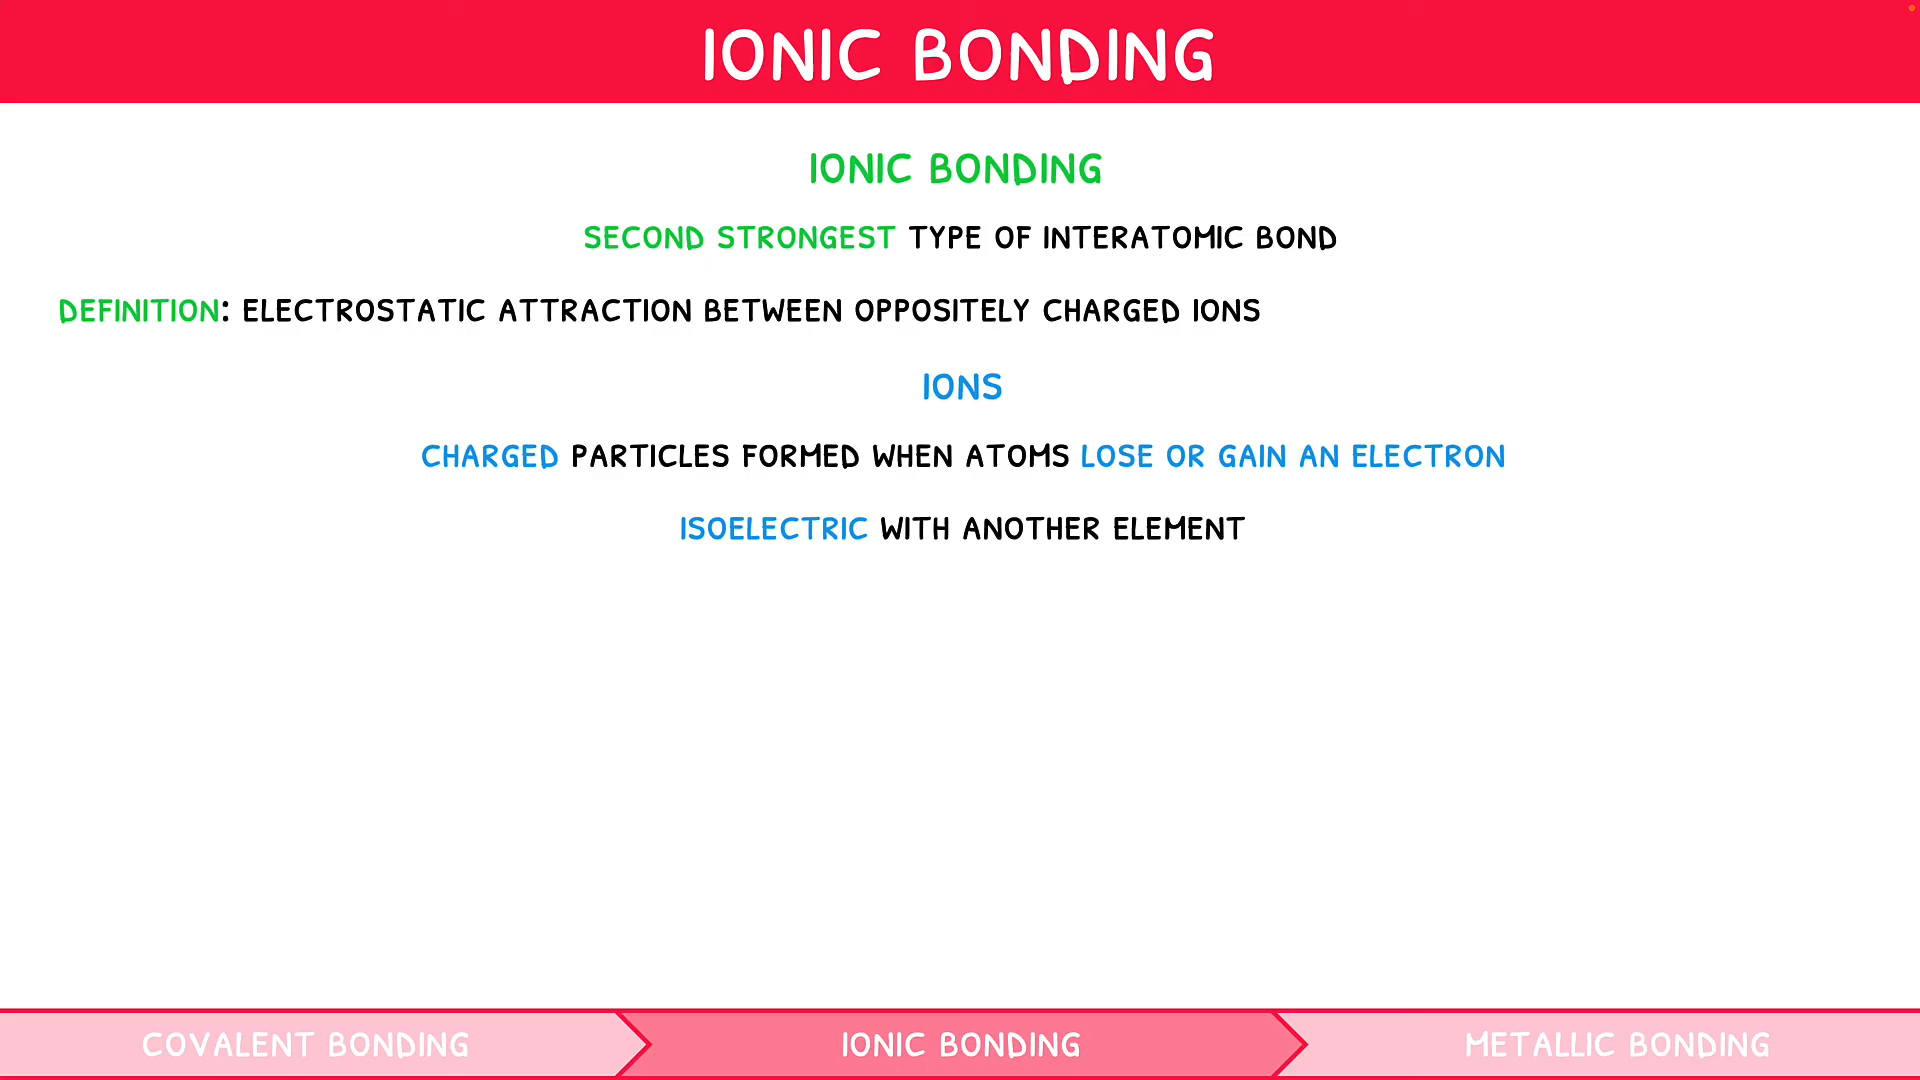 IONIC BONDING
IONIC BONDING
SECOND STRONGEST TYPE OF INTERATOMIC BOND
DEFINITION: ELECTROSTATIC ATTRACTION BETWEEN OPPOSITELY CHARGED IONS
IONS
CHARGED PARTICLES FORMED WHEN ATOMS LOSE OR GAIN AN ELECTRON
ISOELECTRIC WITH ANOTHER ELEMENT
COVALENT BONDING
IONIC BONDING
METALLIC BONDING